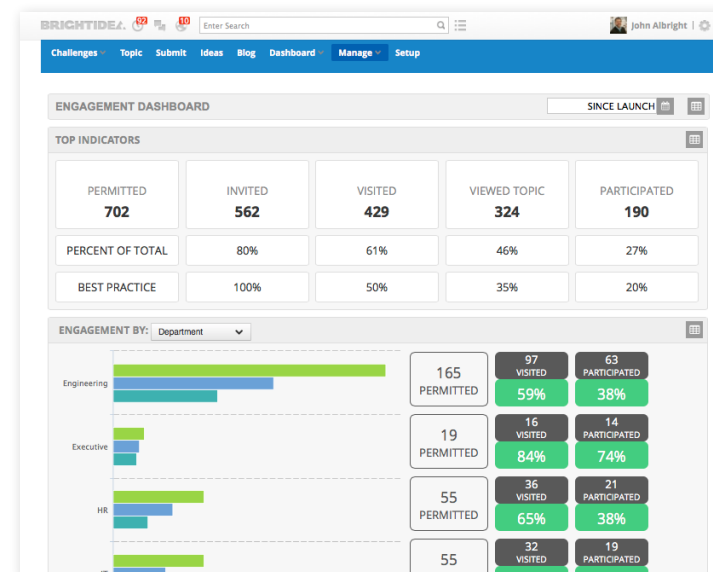 BRIGHTIDEA. 92 10 Enter Search John Albright
Challenges Topic Submit Ideas Blog Dashboard Manage Setup
ENGAGEMENT DASHBOARD SINCE LAUNCH
TOP INDICATORS
PERMITTED INVITED VISITED VIEWED TOPIC PARTICIPATED
702 562 429 324 190
PERCENT OF TOTAL 80% 61% 46% 27%
BEST PRACTICE 100% 50% 35% 20%
ENGAGEMENT BY: Department
Engineering 165 PERMITTED 97 VISITED 59% 63 PARTICIPATED 38%
Executive 19 PERMITTED 16 VISITED 84% 14 PARTICIPATED 74%
HR 55 PERMITTED 36 VISITED 65% 21 PARTICIPATED 38%
55 32 VISITED 19 PARTICIPATED